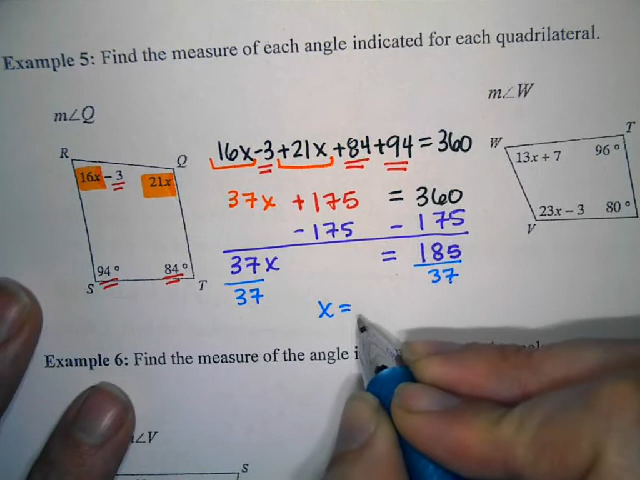 Example 5: Find the measure of each angle indicated for each quadrilateral.
m∠Q
m∠W
R
Q
16x - 3
21x
94°
84°
S
T
16x-3+21x+84+94=360
37x +175 = 360
-175 - 175
37x = 185
37 37
x =
W
T
13x + 7
96°
23x - 3
80°
V
Example 6: Find the measure of the angle
∠V
S